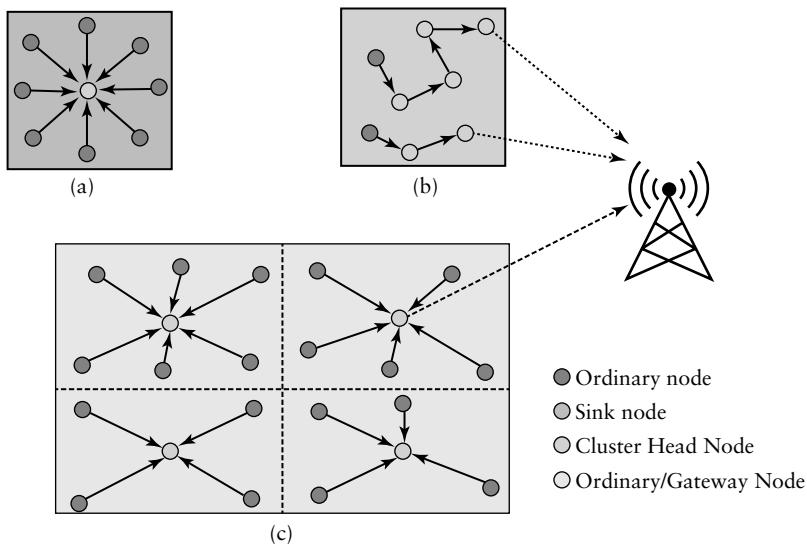 (a)
(b)
(c)
Ordinary node
Sink node
Cluster Head Node
Ordinary/Gateway Node